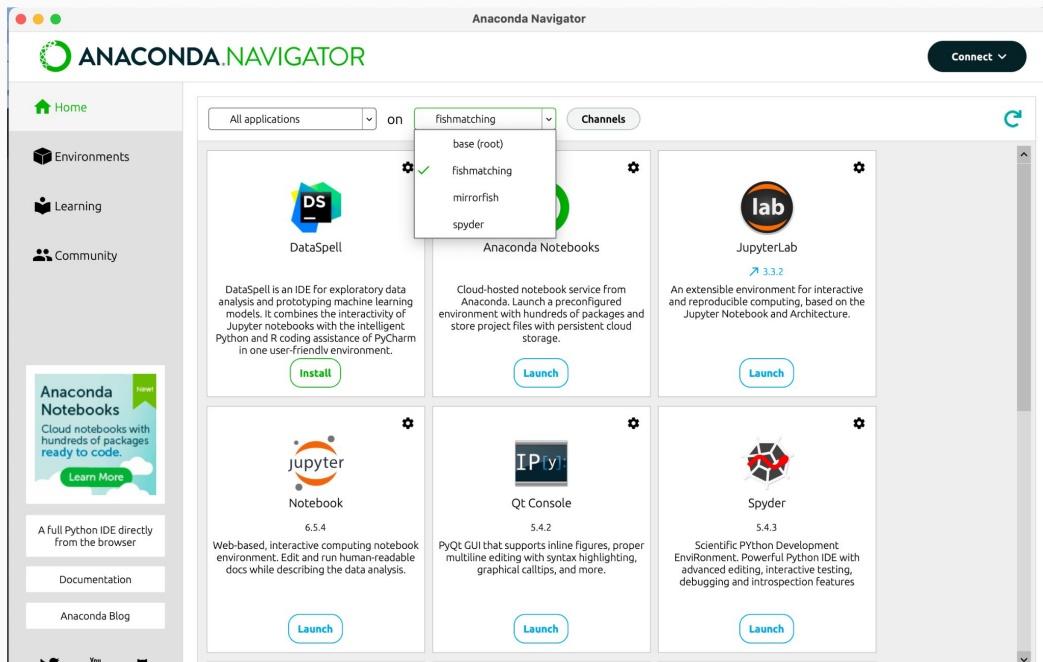 Anaconda Navigator
ANACONDA.NAVIGATOR
Connect
Home
Environments
Learning
Community
All applications
on
fishmatching
Channels
base (root)
fishmatching
mirrorfish
spyder
DS
DataSpell
DataSpell is an IDE for exploratory data
analysis and prototyping machine learning
models. It combines the interactivity of
Jupyter notebooks with the intelligent
Python and R coding assistance of PyCharm
in one user-friendly environment.
Install
Anaconda Notebooks
Cloud-hosted notebook service from
Anaconda. Launch a preconfigured
environment with hundreds of packages and
store project files with persistent cloud
storage.
Launch
lab
JupyterLab
3.3.2
An extensible environment for interactive
and reproducible computing, based on the
Jupyter Notebook and Architecture.
Launch
jupyter
Notebook
6.5.4
Web-based, interactive computing notebook
environment. Edit and run human-readable
docs while describing the data analysis.
Launch
IP[y]:
Qt Console
5.4.2
PyQt GUI that supports inline figures, proper
multiline editing with syntax highlighting,
graphical calltips, and more.
Launch
Spyder
5.4.3
Scientific PYthon Development
EnviRonment. Powerful Python IDE with
advanced editing, interactive testing,
debugging and introspection features
Launch
Anaconda
Notebooks
New!
Cloud notebooks with
hundreds of packages
ready to code.
Learn More
A full Python IDE directly
from the browser
Documentation
Anaconda Blog
You